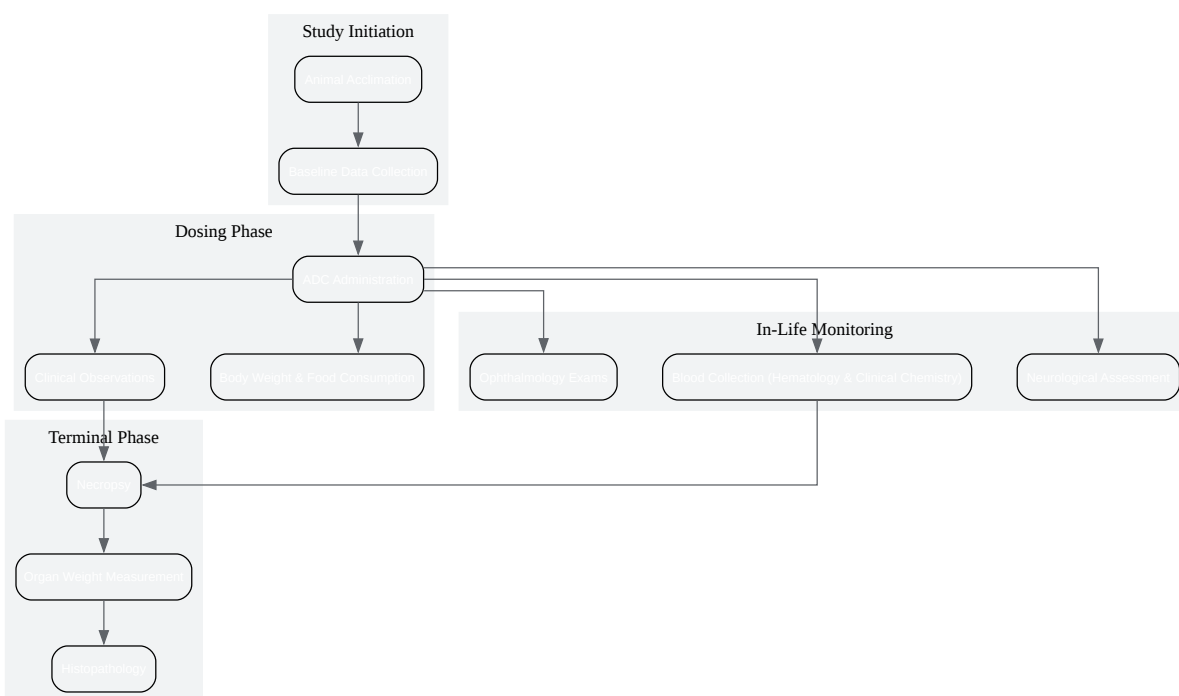 Study Initiation
Animal Acclimation
Baseline Data Collection
Dosing Phase
ADC Administration
In-Life Monitoring
Clinical Observations
Body Weight & Food Consumption
Ophthalmology Exams
Blood Collection (Hematology & Clinical Chemistry)
Neurological Assessment
Terminal Phase
Necropsy
Organ Weight Measurement
Histopathology